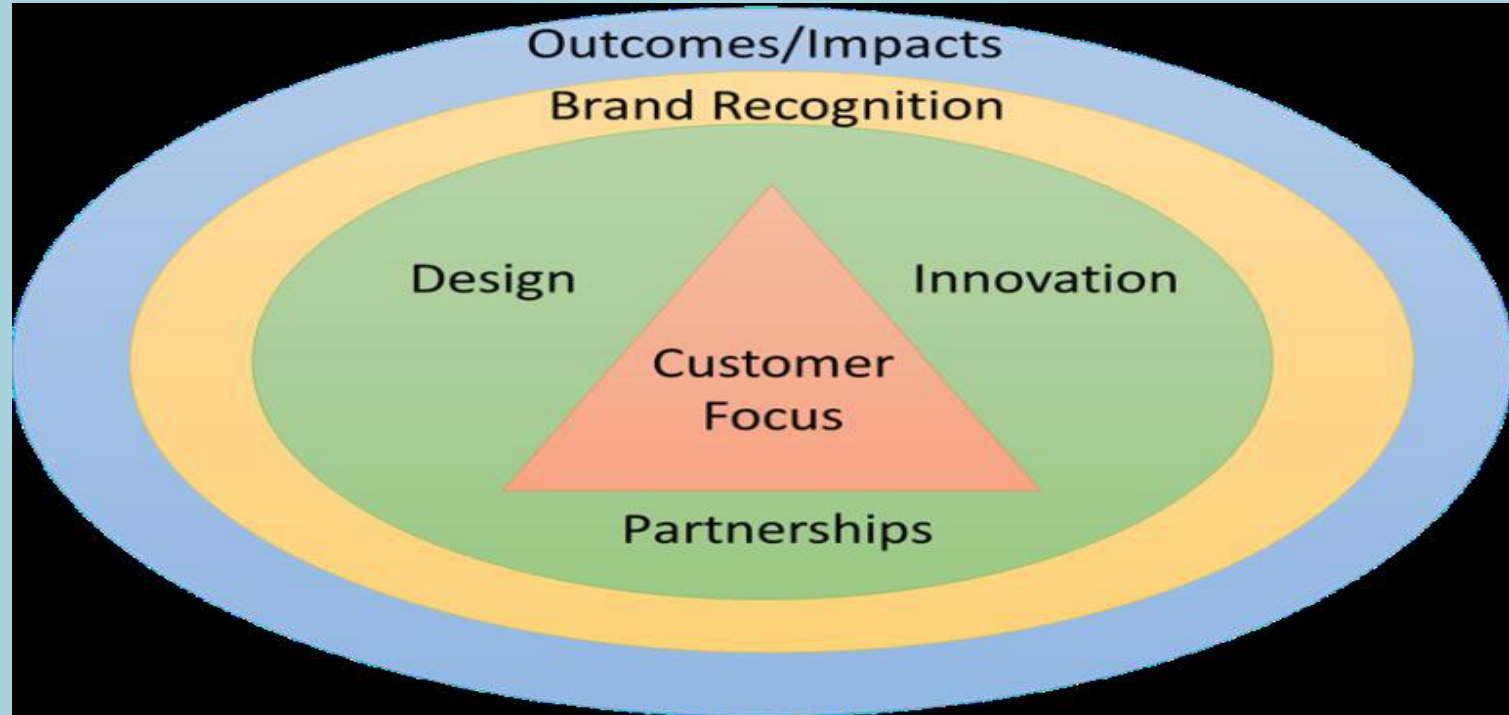 Outcomes/Impacts
Brand Recognition
Design
Innovation
Customer
Focus
Partnerships